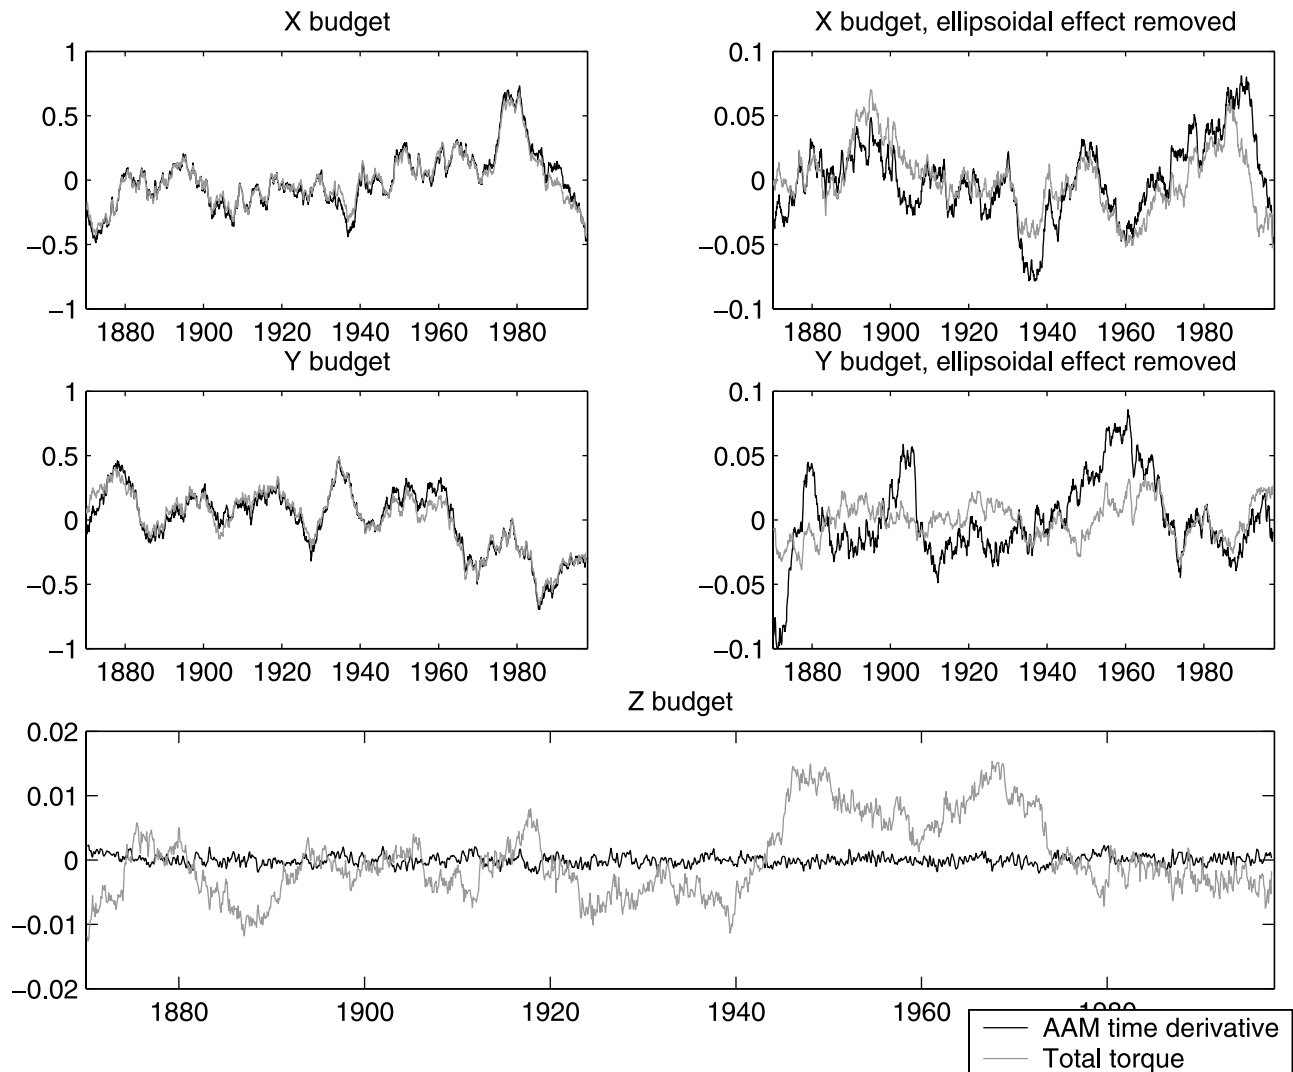 X budget
X budget, ellipsoidal effect removed
1
0.5
0
−0.5
−1
1880 1900 1920 1940 1960 1980
0.1
0.05
0
−0.05
−0.1
1880 1900 1920 1940 1960 1980
Y budget
Y budget, ellipsoidal effect removed
1
0.5
0
−0.5
−1
1880 1900 1920 1940 1960 1980
0.1
0.05
0
−0.05
−0.1
1880 1900 1920 1940 1960 1980
Z budget
0.02
0.01
0
−0.01
−0.02
1880 1900 1920 1940 1960 1980
AAM time derivative
Total torque